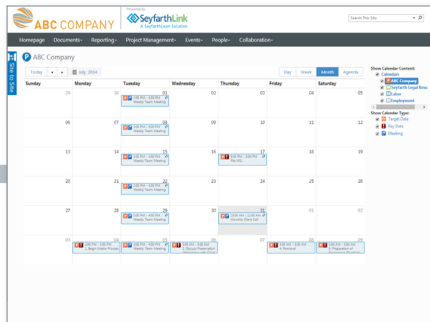 Powered by
ABC COMPANY
SeyfarthLink
A SeyfarthLean Solution
Search This Site
Homepage Documents Reporting Project Management Events People Collaboration
Site to Site
ABC Company
Today July, 2014 Day Week Month Agenda
Sunday Monday Tuesday Wednesday Thursday Friday Saturday
29 30 01 02 03 04 05
Weekly Team Meeting
06 07 08 09 10 11 12
Weekly Team Meeting
13 14 15 16 17 18 19
Weekly Team Meeting
20 21 22 23 24 25 26
Weekly Team Meeting
27 28 29 30 31 01 02
Weekly Team Meeting
03 04 05 06 07 08 09
Show Calendar Content:
Calendars
ABC Company
Seyfarth Legal Reso
Labor
Employment
Show Calendar Type:
Target Date
Key Date
Meeting